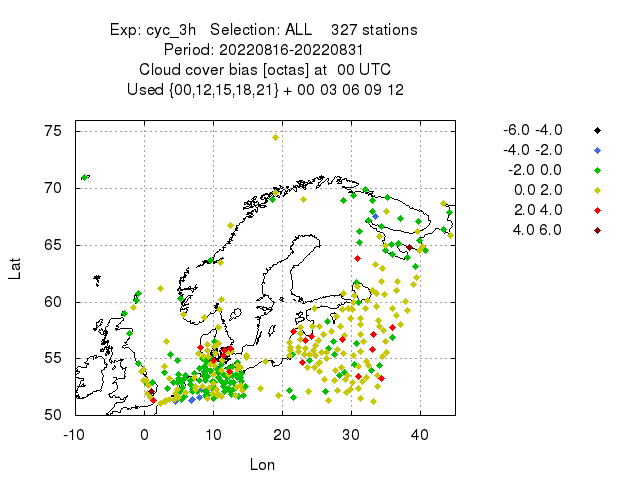 Exp: cyc_3h Selection: ALL 327 stations
Period: 20220816-20220831
Cloud cover bias [octas] at 00 UTC
Used {00,12,15,18,21} + 00 03 06 09 12
75
70
65
60
55
50
Lat
-10 0 10 20 30 40
Lon
-6.0 -4.0
-4.0 -2.0
-2.0 0.0
0.0 2.0
2.0 4.0
4.0 6.0